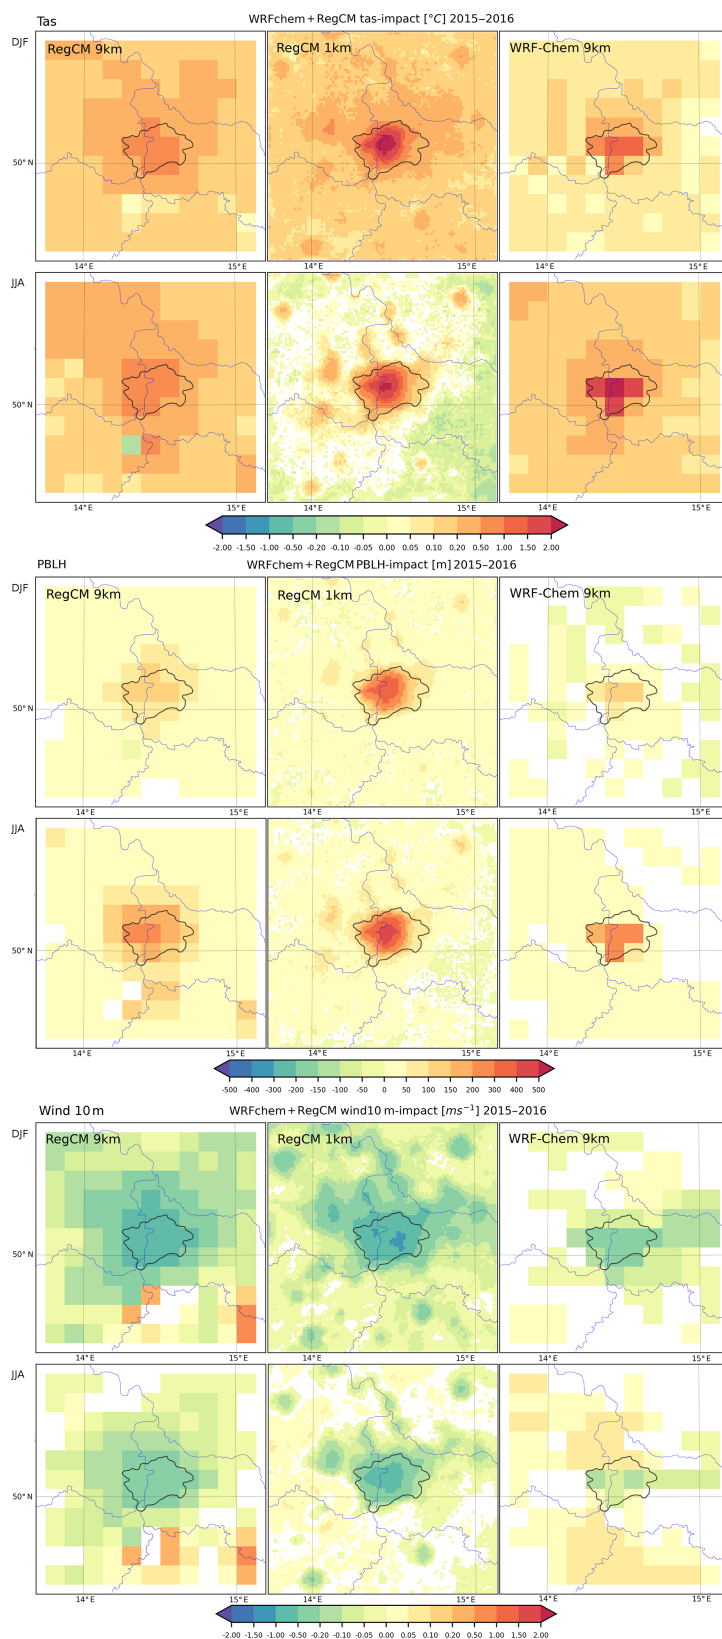 Tas
WRFchem+RegCM tas-impact [°C] 2015–2016
DJF
RegCM 9km
RegCM 1km
WRF-Chem 9km
50°N
14°E
15°E
14°E
15°E
14°E
15°E
JJA
50°N
14°E
15°E
14°E
15°E
14°E
15°E
-2.00 -1.50 -1.00 -0.50 -0.20 -0.10 -0.05 0.00 0.05 0.10 0.20 0.50 1.00 1.50 2.00
PBLH
WRFchem+RegCM PBLH-impact [m] 2015–2016
DJF
RegCM 9km
RegCM 1km
WRF-Chem 9km
50°N
14°E
15°E
14°E
15°E
14°E
15°E
JJA
50°N
14°E
15°E
14°E
15°E
14°E
15°E
-500 -400 -300 -200 -150 -100 -50 0 50 100 150 200 300 400 500
Wind 10m
WRFchem+RegCM wind10 m-impact [ms⁻¹] 2015–2016
DJF
RegCM 9km
RegCM 1km
WRF-Chem 9km
50°N
14°E
15°E
14°E
15°E
14°E
15°E
JJA
50°N
14°E
15°E
14°E
15°E
14°E
15°E
-2.00 -1.50 -1.00 -0.50 -0.20 -0.10 -0.05 0.00 0.05 0.10 0.20 0.50 1.00 1.50 2.00